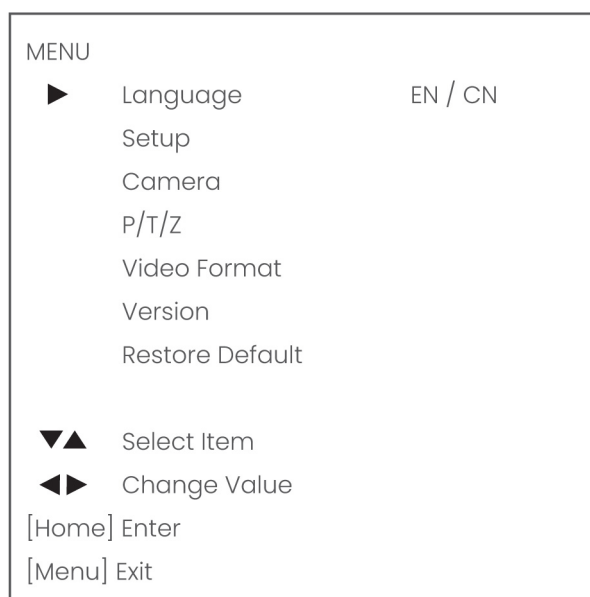 MENU
▶ Language EN / CN
Setup
Camera
P/T/Z
Video Format
Version
Restore Default
▼▲ Select Item
◀▶ Change Value
[Home] Enter
[Menu] Exit